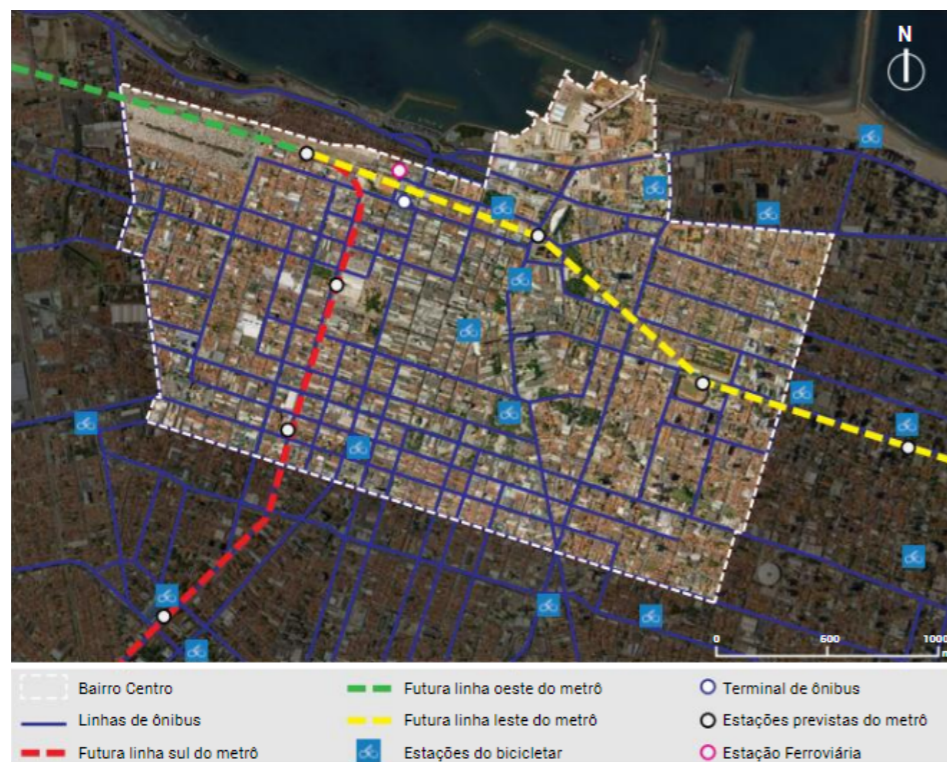 N
0 500 1000
m
Bairro Centro
Futura linha oeste do metrô
Terminal de ônibus
Linhas de ônibus
Futura linha leste do metrô
Estações previstas do metrô
Futura linha sul do metrô
Estações do bicicletar
Estação Ferroviária